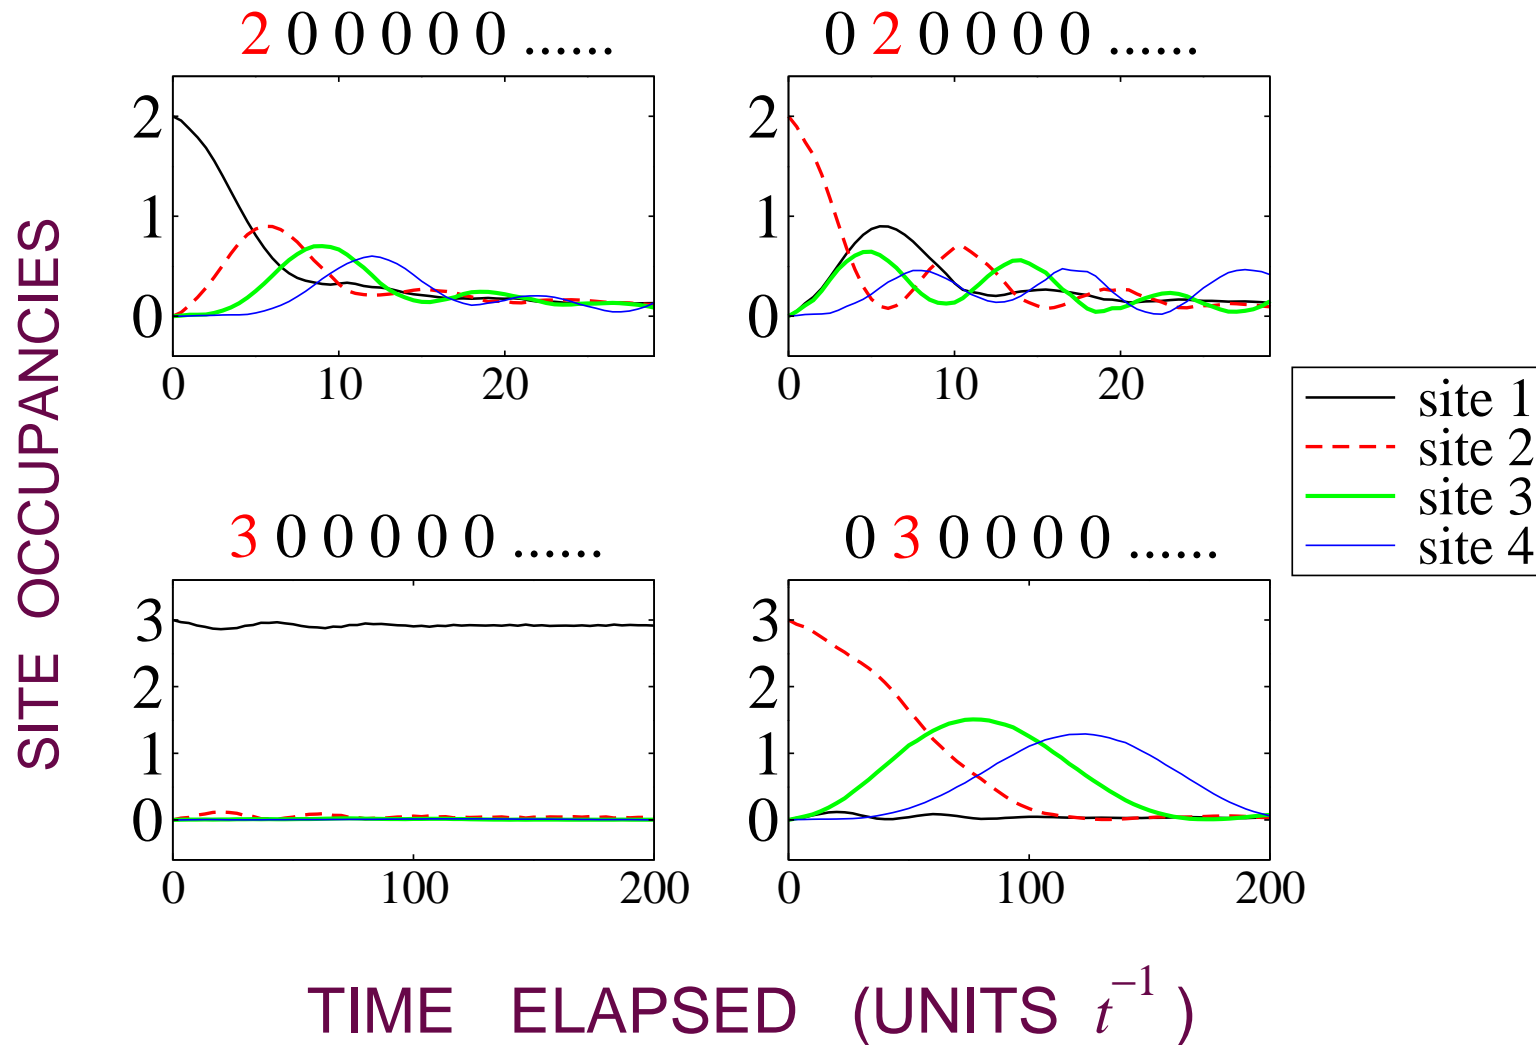 2 0 0 0 0 0 ......
0 2 0 0 0 0 ......
2
1
0
0 10 20
2
1
0
0 10 20
SITE OCCUPANCIES
site 1
site 2
site 3
site 4
3 0 0 0 0 0 ......
0 3 0 0 0 0 ......
3
2
1
0
0 100 200
3
2
1
0
0 100 200
TIME ELAPSED (UNITS t⁻¹ )